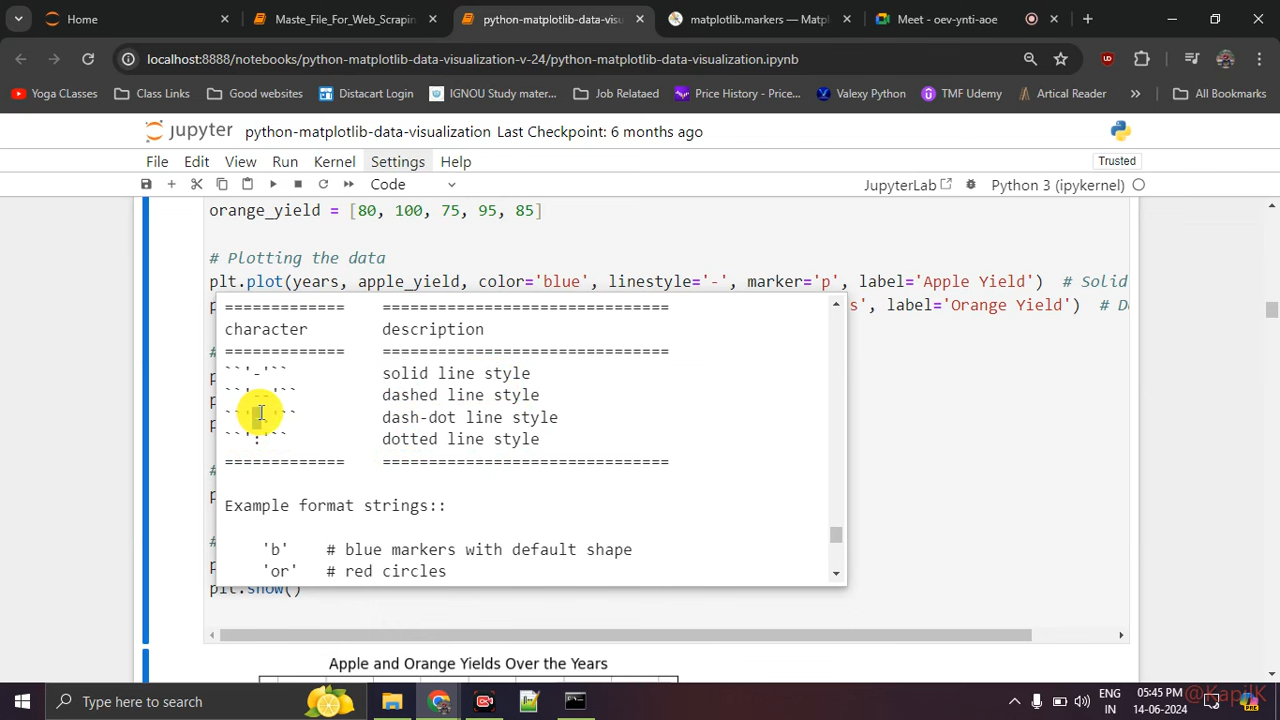 Home
Maste_File_For_Web_Scrapin
python-matplotlib-data-visu
matplotlib.markers — Matpl
Meet - oev-ynti-aoe
localhost:8888/notebooks/python-matplotlib-data-visualization-v-24/python-matplotlib-data-visualization.ipynb
Yoga CLasses
Class Links
Good websites
Distacart Login
IGNOU Study mater...
Job Relataed
Price History - Price...
Valexy Python
TMF Udemy
Artical Reader
All Bookmarks
jupyter python-matplotlib-data-visualization Last Checkpoint: 6 months ago
File Edit View Run Kernel Settings Help
Trusted
Code
JupyterLab
Python 3 (ipykernel)
orange_yield = [80, 100, 75, 95, 85]
# Plotting the data
plt.plot(years, apple_yield, color='blue', linestyle='-', marker='p', label='Apple Yield')  # Solid
s', label='Orange Yield')  # D
=============    ===============================
character        description
=============    ===============================
``'-'``          solid line style
``'--'``         dashed line style
``'-.'``         dash-dot line style
``':'``          dotted line style
=============    ===============================
Example format strings::
'b'    # blue markers with default shape
'or'   # red circles
plt.show()
Apple and Orange Yields Over the Years
Type here to search
ENG
IN
05:45 PM
14-06-2024
@KapilK